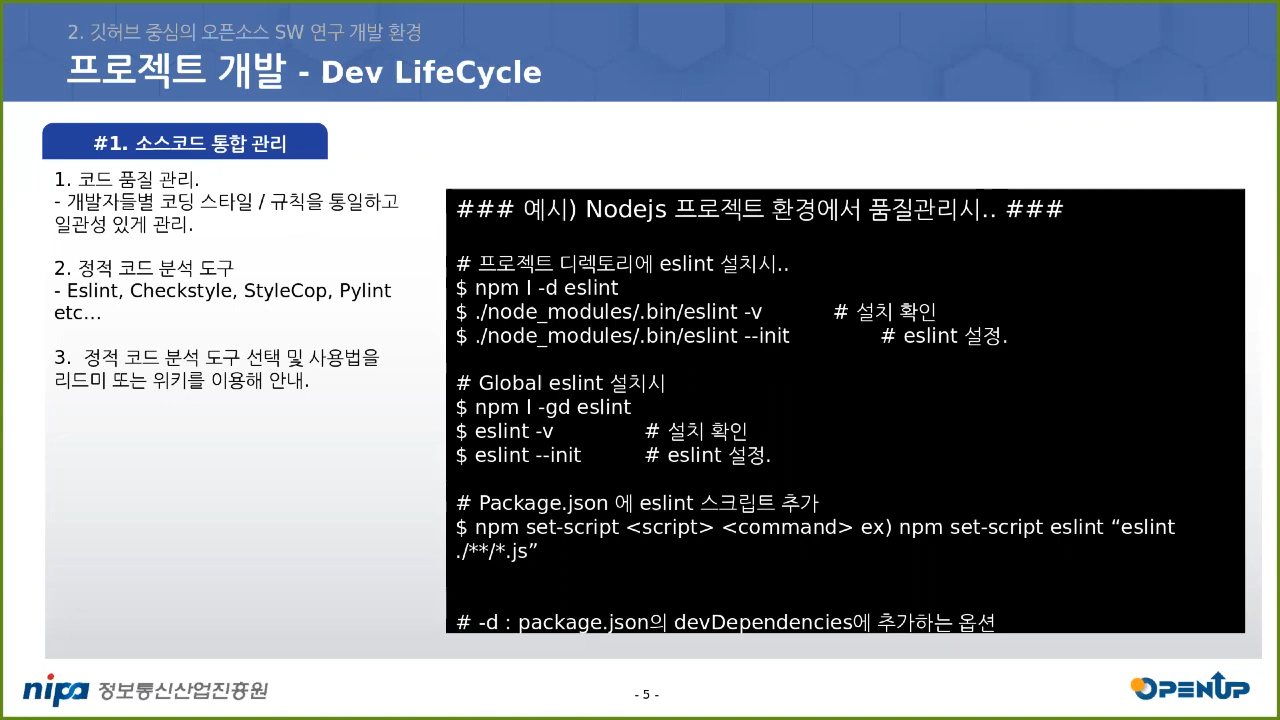 2. 깃허브 중심의 오픈소스 SW 연구 개발 환경
프로젝트 개발 - Dev LifeCycle
#1. 소스코드 통합 관리
1. 코드 품질 관리.
- 개발자들별 코딩 스타일 / 규칙을 통일하고
일관성 있게 관리.
2. 정적 코드 분석 도구
- Eslint, Checkstyle, StyleCop, Pylint
etc...
3.  정적 코드 분석 도구 선택 및 사용법을
리드미 또는 위키를 이용해 안내.
### 예시) Nodejs 프로젝트 환경에서 품질관리시.. ###
# 프로젝트 디렉토리에 eslint 설치시..
$ npm I -d eslint
$ ./node_modules/.bin/eslint -v # 설치 확인
$ ./node_modules/.bin/eslint --init # eslint 설정.
# Global eslint 설치시
$ npm I -gd eslint
$ eslint -v # 설치 확인
$ eslint --init # eslint 설정.
# Package.json 에 eslint 스크립트 추가
$ npm set-script <script> <command> ex) npm set-script eslint “eslint
./**/*.js”
# -d : package.json의 devDependencies에 추가하는 옵션
nipa 정보통신산업진흥원
- 5 -
OPENUP